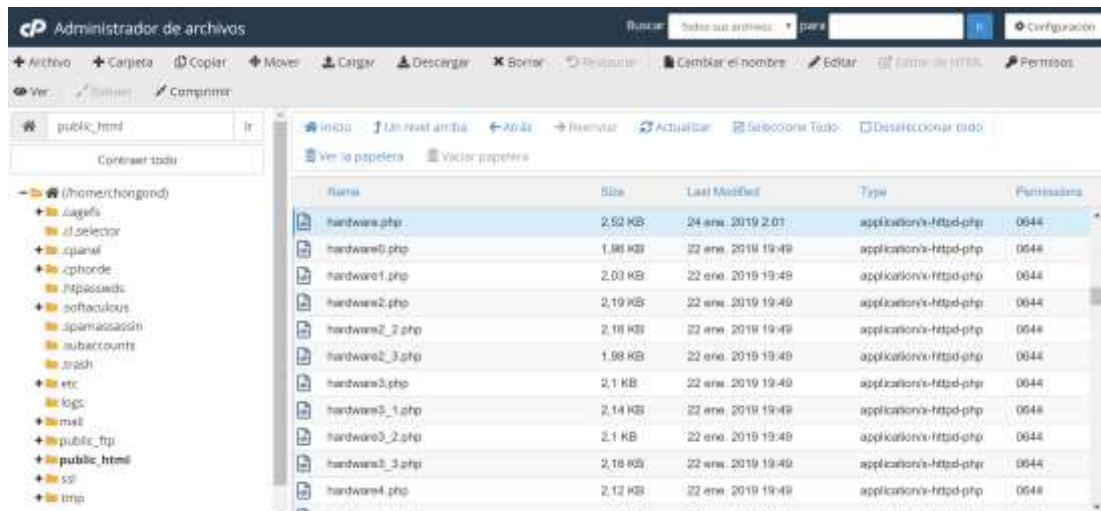 cP Administrador de archivos
Buscar Todos sus archivos para Ir Configuración
Archivo Carpeta Copiar Mover Cargar Descargar Borrar Restaurar Cambiar el nombre Editar Editor de HTML Permisos
Ver Extraer Comprimir
public_html Ir
Contraer todo
(/home/chongond)
.cagefs
.cl.selector
.cpanel
.cphorde
.htpasswds
.softaculous
.spamassassin
.subaccounts
.trash
etc
logs
mail
public_ftp
public_html
ssl
tmp
Inicio Un nivel arriba Atrás Reenviar Actualizar Seleccione Todo Deseleccionar todo
Ver la papelera Vaciar papelera
Name Size Last Modified Type Permissions
hardware.php 2,52 KB 24 ene. 2019 2:01 application/x-httpd-php 0644
hardware0.php 1,96 KB 22 ene. 2019 19:49 application/x-httpd-php 0644
hardware1.php 2,03 KB 22 ene. 2019 19:49 application/x-httpd-php 0644
hardware2.php 2,19 KB 22 ene. 2019 19:49 application/x-httpd-php 0644
hardware2_2.php 2,16 KB 22 ene. 2019 19:49 application/x-httpd-php 0644
hardware2_3.php 1,98 KB 22 ene. 2019 19:49 application/x-httpd-php 0644
hardware3.php 2,1 KB 22 ene. 2019 19:49 application/x-httpd-php 0644
hardware3_1.php 2,14 KB 22 ene. 2019 19:49 application/x-httpd-php 0644
hardware3_2.php 2,1 KB 22 ene. 2019 19:49 application/x-httpd-php 0644
hardware3_3.php 2,16 KB 22 ene. 2019 19:49 application/x-httpd-php 0644
hardware4.php 2,12 KB 22 ene. 2019 19:49 application/x-httpd-php 0644